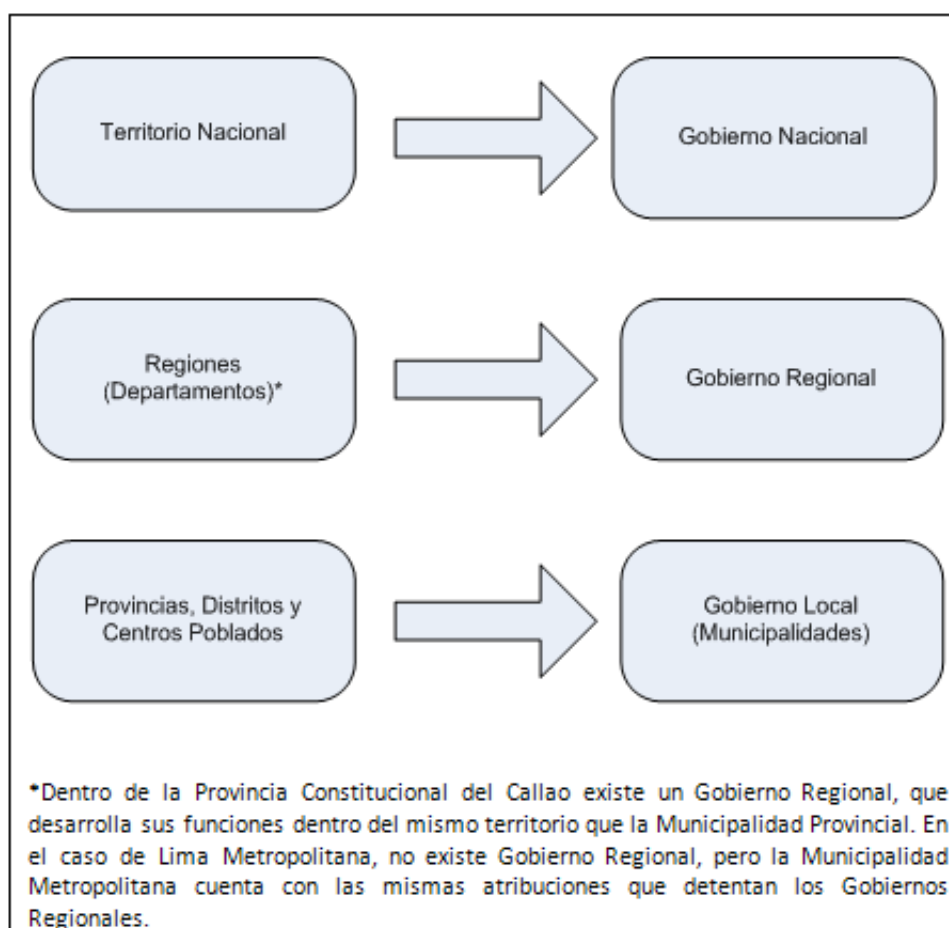 Territorio Nacional
Gobierno Nacional
Regiones
(Departamentos)*
Gobierno Regional
Provincias, Distritos y
Centros Poblados
Gobierno Local
(Municipalidades)
*Dentro de la Provincia Constitucional del Callao existe un Gobierno Regional, que
desarrolla sus funciones dentro del mismo territorio que la Municipalidad Provincial. En
el caso de Lima Metropolitana, no existe Gobierno Regional, pero la Municipalidad
Metropolitana cuenta con las mismas atribuciones que detentan los Gobiernos
Regionales.